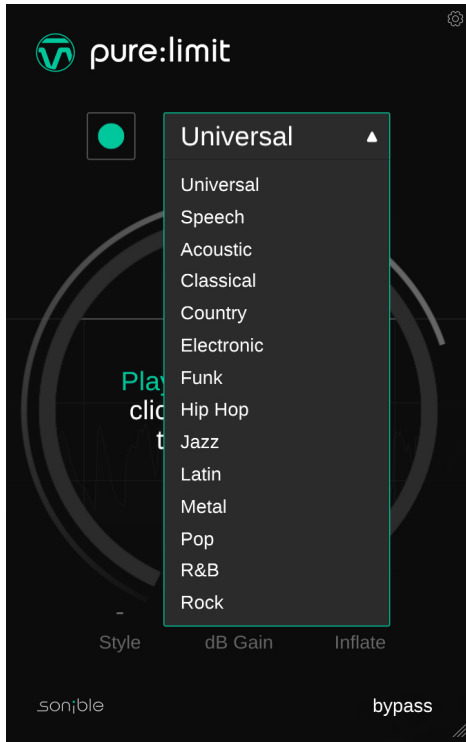 pure:limit
Universal
Universal
Speech
Acoustic
Classical
Country
Electronic
Funk
Hip Hop
Jazz
Latin
Metal
Pop
R&B
Rock
-
Style
dB Gain
Inflate
sonible
bypass